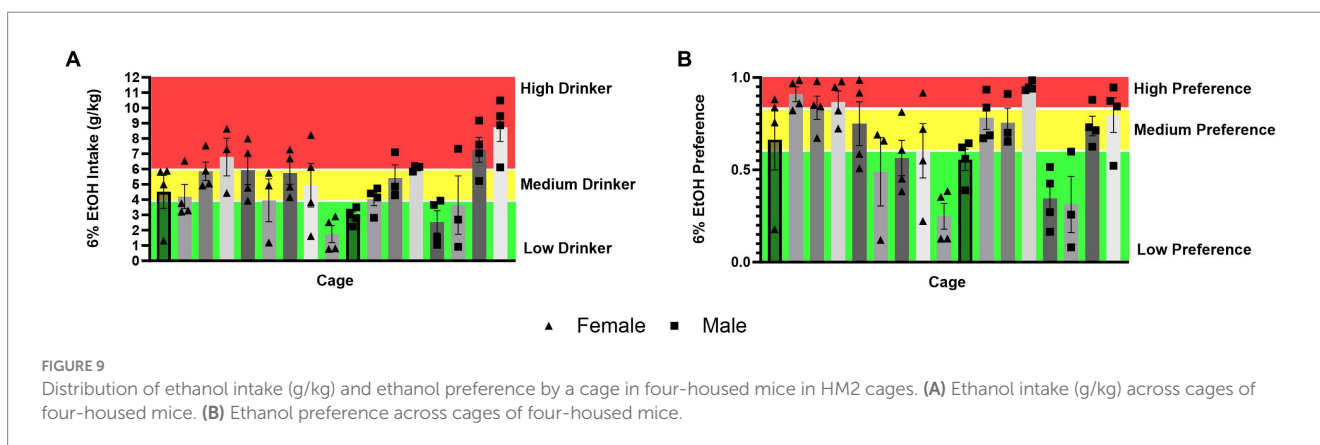 A
6% EtOH Intake (g/kg)
12
11
10
9
8
7
6
5
4
3
2
1
0
High Drinker
Medium Drinker
Low Drinker
Cage
B
6% EtOH Preference
1.0
0.5
0.0
High Preference
Medium Preference
Low Preference
Cage
Female Male
FIGURE 9
Distribution of ethanol intake (g/kg) and ethanol preference by a cage in four-housed mice in HM2 cages. (A) Ethanol intake (g/kg) across cages of
four-housed mice. (B) Ethanol preference across cages of four-housed mice.